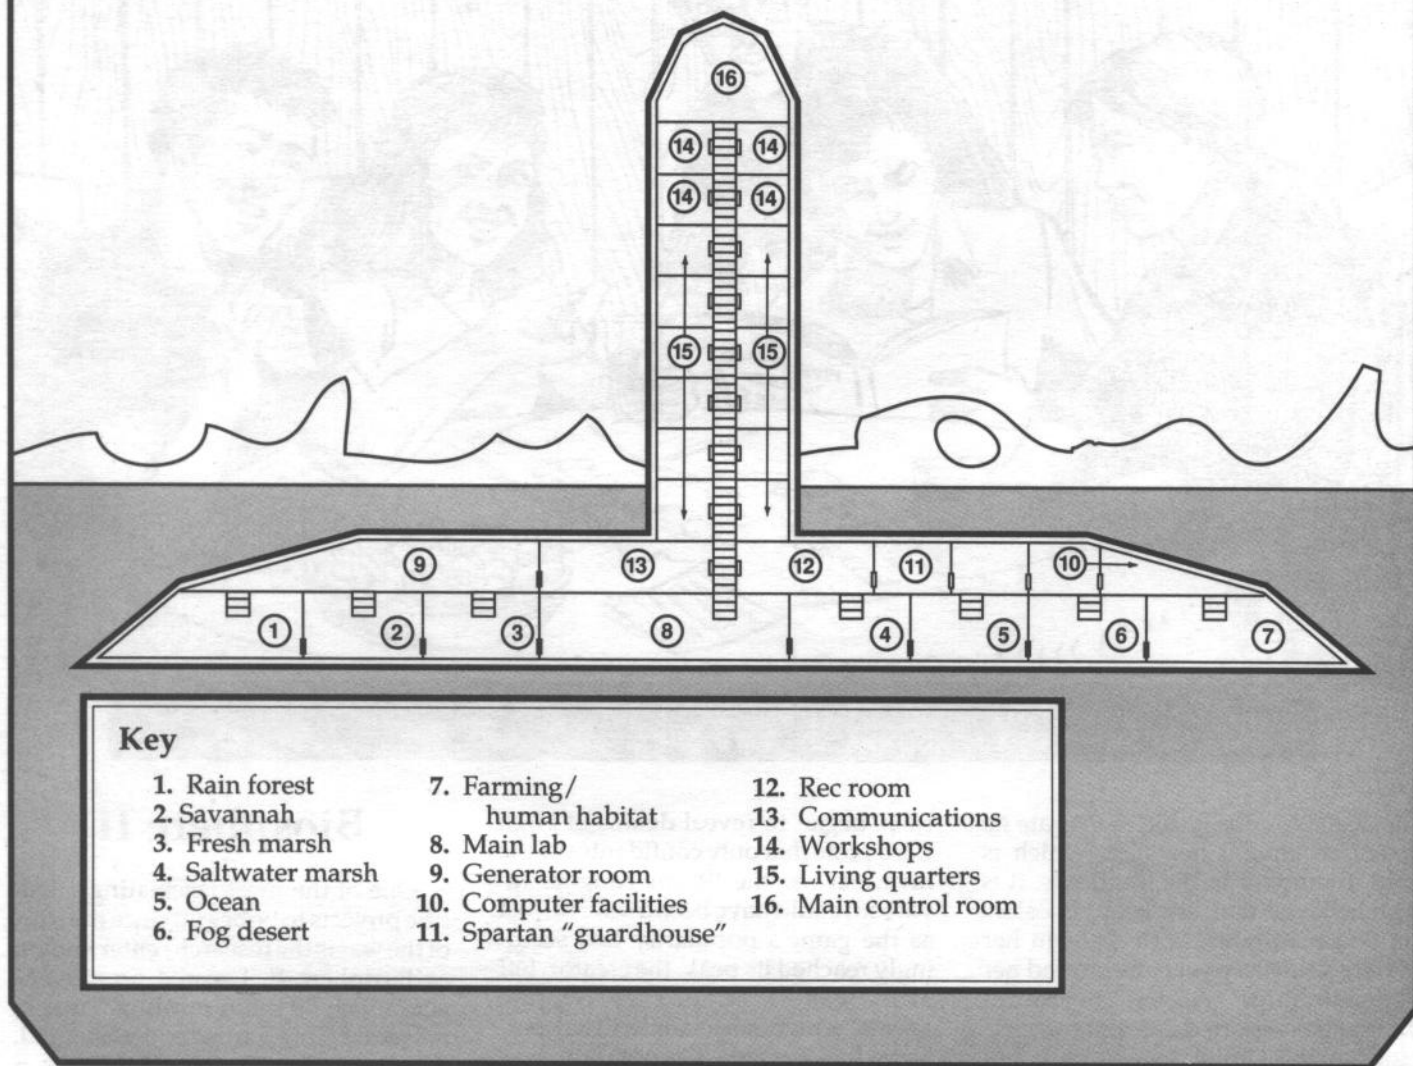 16
14 14
14 14
15 15
9 13 12 11 10
1 2 3 8 4 5 6 7
Key
1. Rain forest
2. Savannah
3. Fresh marsh
4. Saltwater marsh
5. Ocean
6. Fog desert
7. Farming/
human habitat
8. Main lab
9. Generator room
10. Computer facilities
11. Spartan "guardhouse"
12. Rec room
13. Communications
14. Workshops
15. Living quarters
16. Main control room